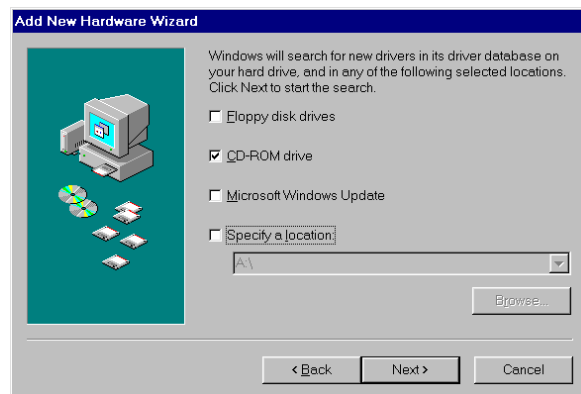 Add New Hardware Wizard
Windows will search for new drivers in its driver database on
your hard drive, and in any of the following selected locations.
Click Next to start the search.
Floppy disk drives
CD-ROM drive
Microsoft Windows Update
Specify a location:
A:\
Browse...
< Back
Next >
Cancel